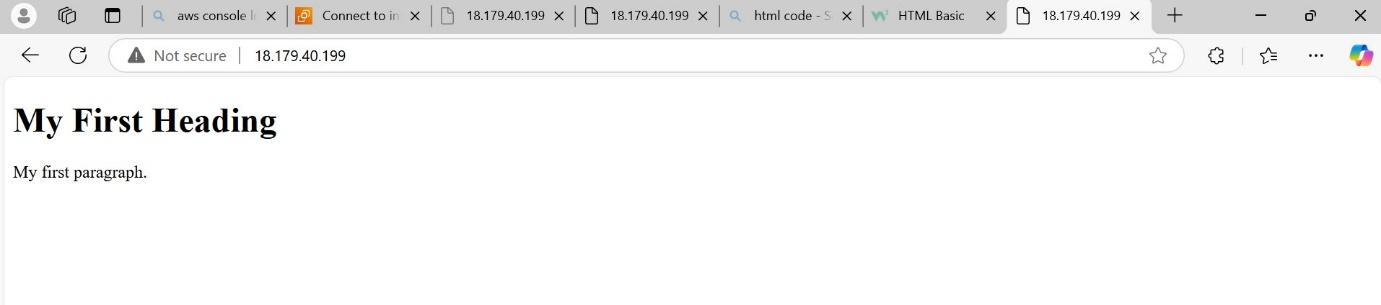 aws console
Connect to in
18.179.40.199
18.179.40.199
html code - S
HTML Basic
18.179.40.199
Not secure
18.179.40.199
My First Heading
My first paragraph.